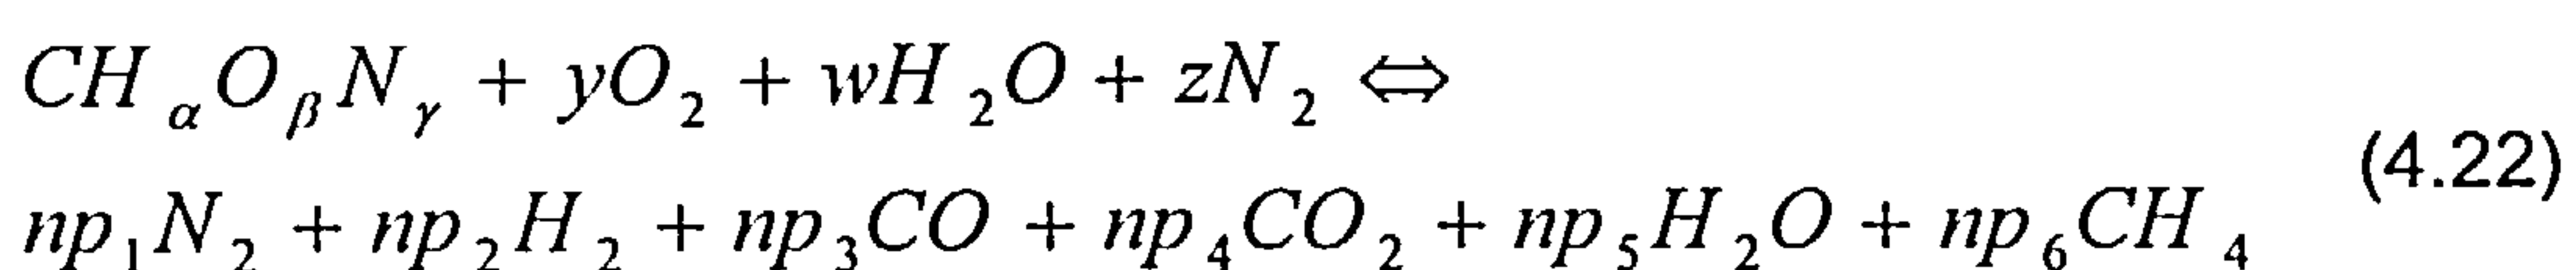 CH_αO_βN_γ + yO_2 + wH_2O + zN_2 ⇔
(4.22)
np_1N_2 + np_2H_2 + np_3CO + np_4CO_2 + np_5H_2O + np_6CH_4